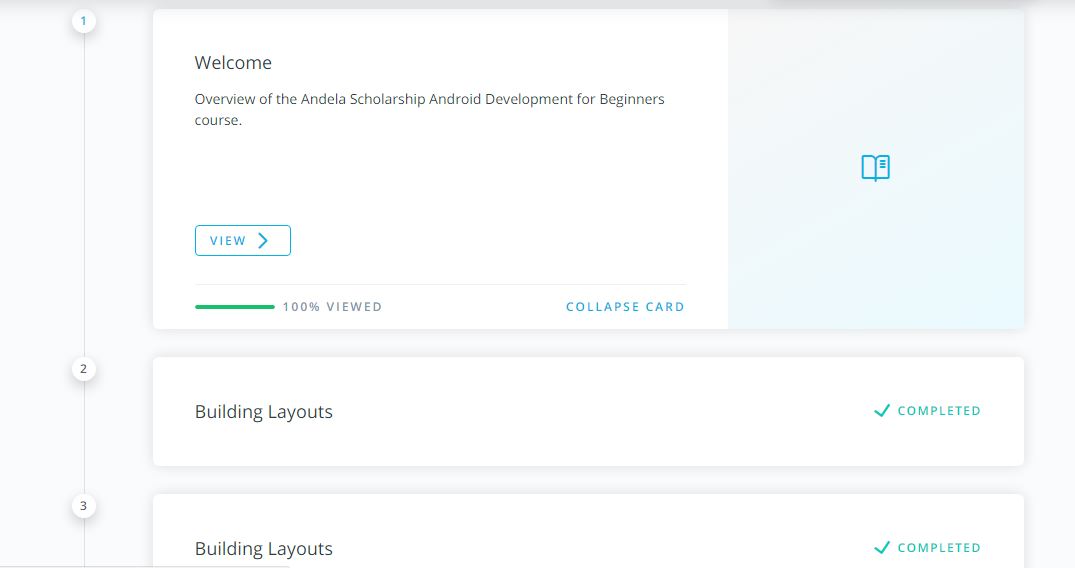 1
Welcome
Overview of the Andela Scholarship Android Development for Beginners
course.
VIEW
100% VIEWED COLLAPSE CARD
2
Building Layouts COMPLETED
3
Building Layouts COMPLETED